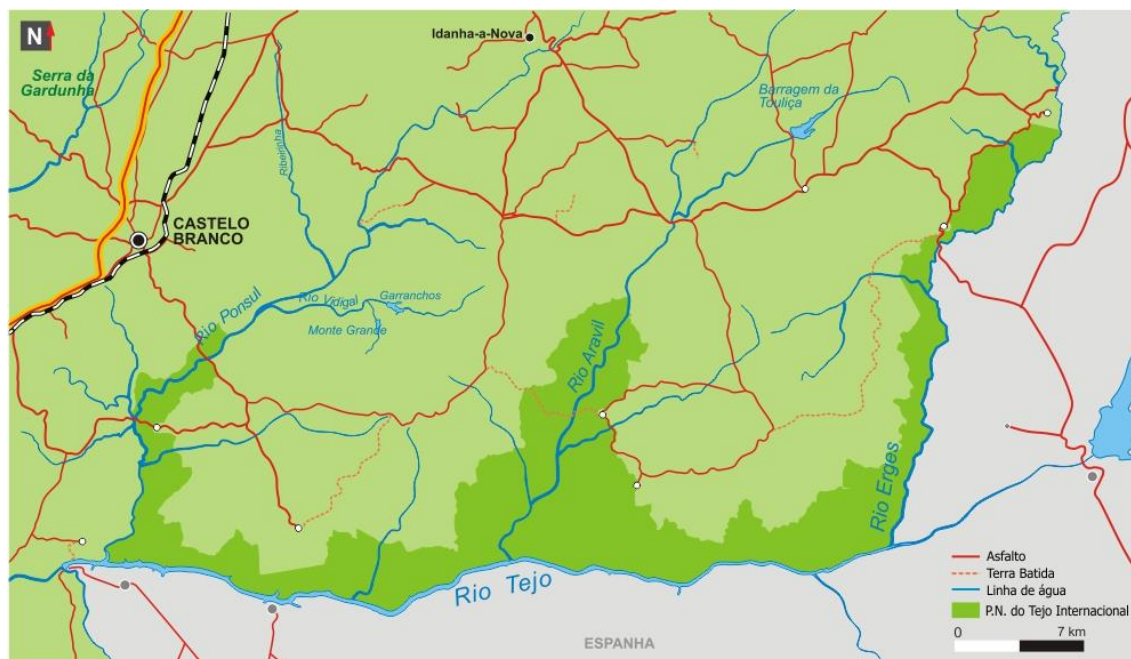 N
Idanha-a-Nova
Serra da
Gardunha
Barragem da
Touliça
Ribeirinha
CASTELO
BRANCO
Rio Ponsul
Rio Vidigal
Garranchos
Monte Grande
Rio Aravil
Rio Erges
Rio Tejo
ESPANHA
Asfalto
Terra Batida
Linha de água
P.N. do Tejo Internacional
0 7 km